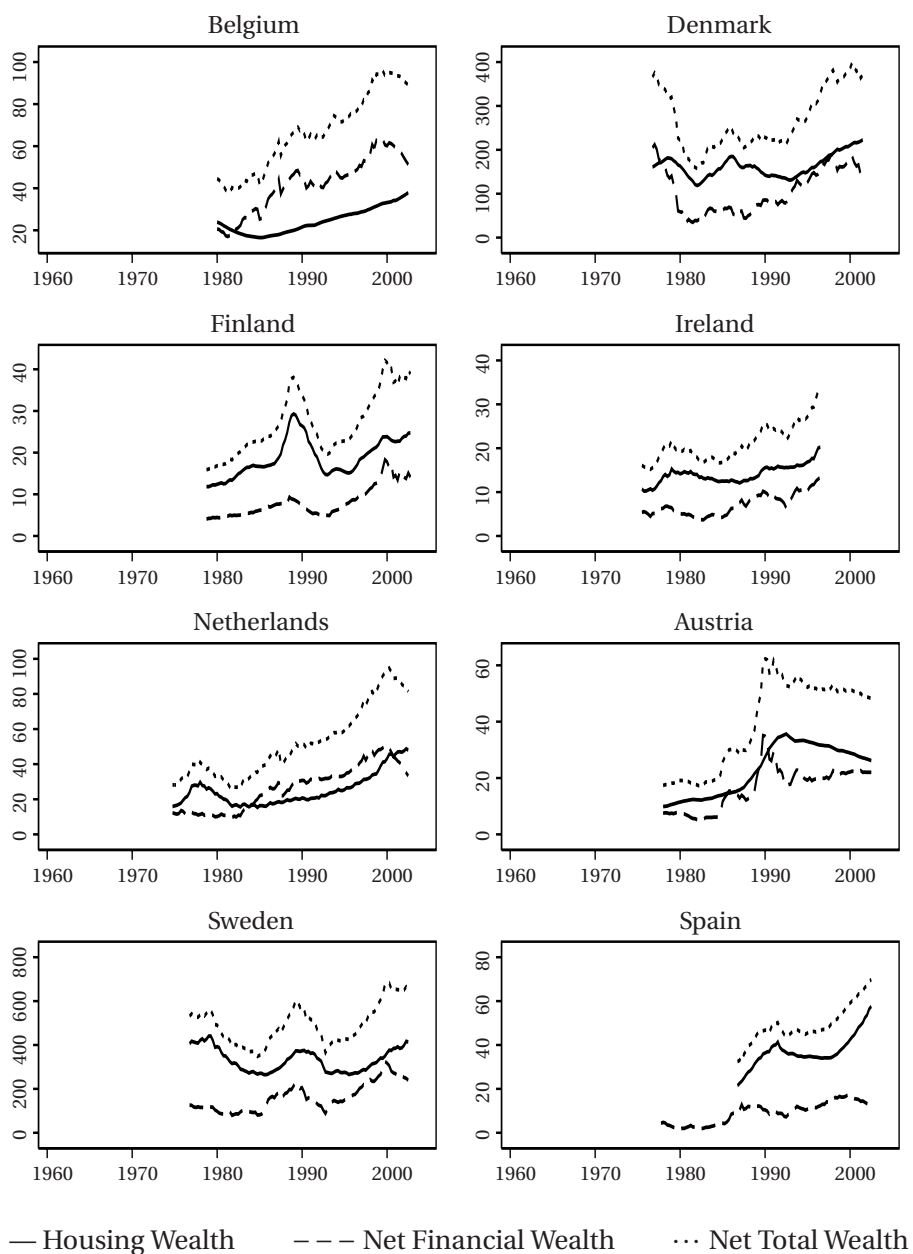 Belgium
20 40 60 80 100
1960 1970 1980 1990 2000
Denmark
0 100 200 300 400
1960 1970 1980 1990 2000
Finland
0 10 20 30 40
1960 1970 1980 1990 2000
Ireland
0 10 20 30 40
1960 1970 1980 1990 2000
Netherlands
0 20 40 60 80 100
1960 1970 1980 1990 2000
Austria
0 20 40 60
1960 1970 1980 1990 2000
Sweden
0 200 400 600 800
1960 1970 1980 1990 2000
Spain
0 20 40 60 80
1960 1970 1980 1990 2000
— Housing Wealth – – – Net Financial Wealth ··· Net Total Wealth